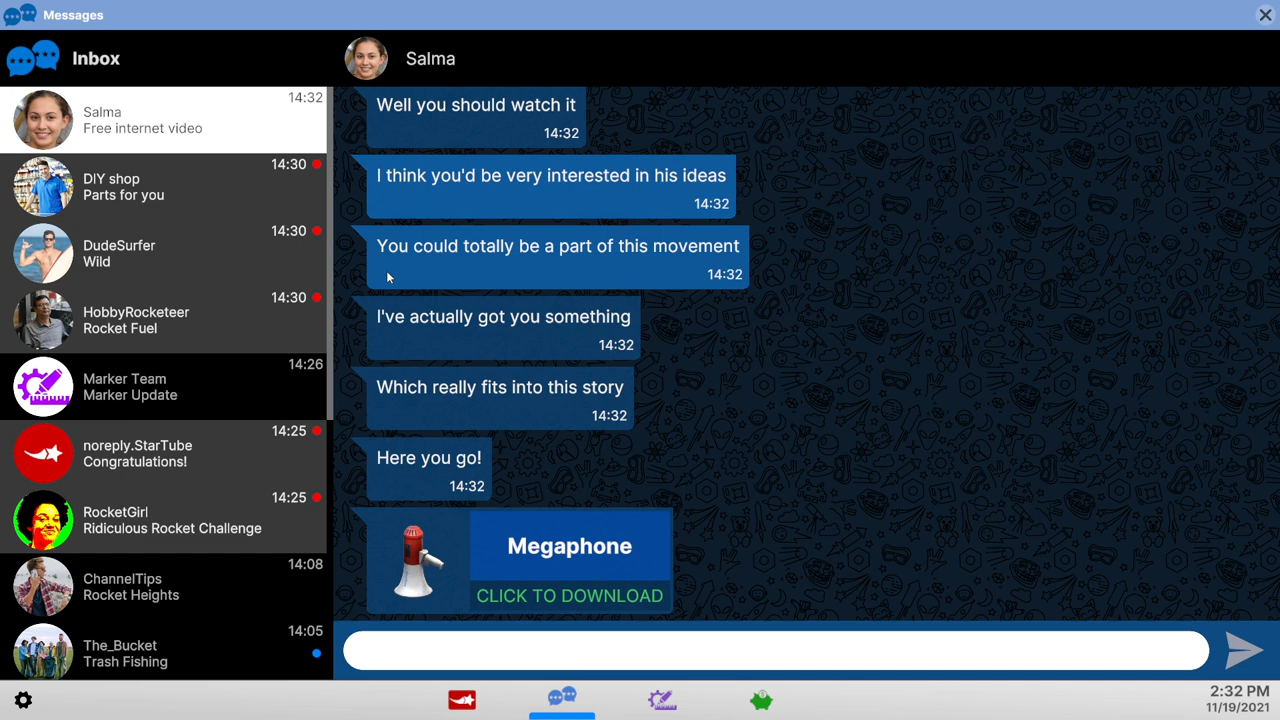 Messages
Inbox
Salma
Free internet video
14:32
DIY shop
Parts for you
14:30
DudeSurfer
Wild
14:30
HobbyRocketeer
Rocket Fuel
14:30
Marker Team
Marker Update
14:26
noreply.StarTube
Congratulations!
14:25
RocketGirl
Ridiculous Rocket Challenge
14:25
ChannelTips
Rocket Heights
14:08
The_Bucket
Trash Fishing
14:05
Salma
Well you should watch it
14:32
I think you'd be very interested in his ideas
14:32
You could totally be a part of this movement
14:32
I've actually got you something
14:32
Which really fits into this story
14:32
Here you go!
14:32
Megaphone
CLICK TO DOWNLOAD
2:32 PM
11/19/2021